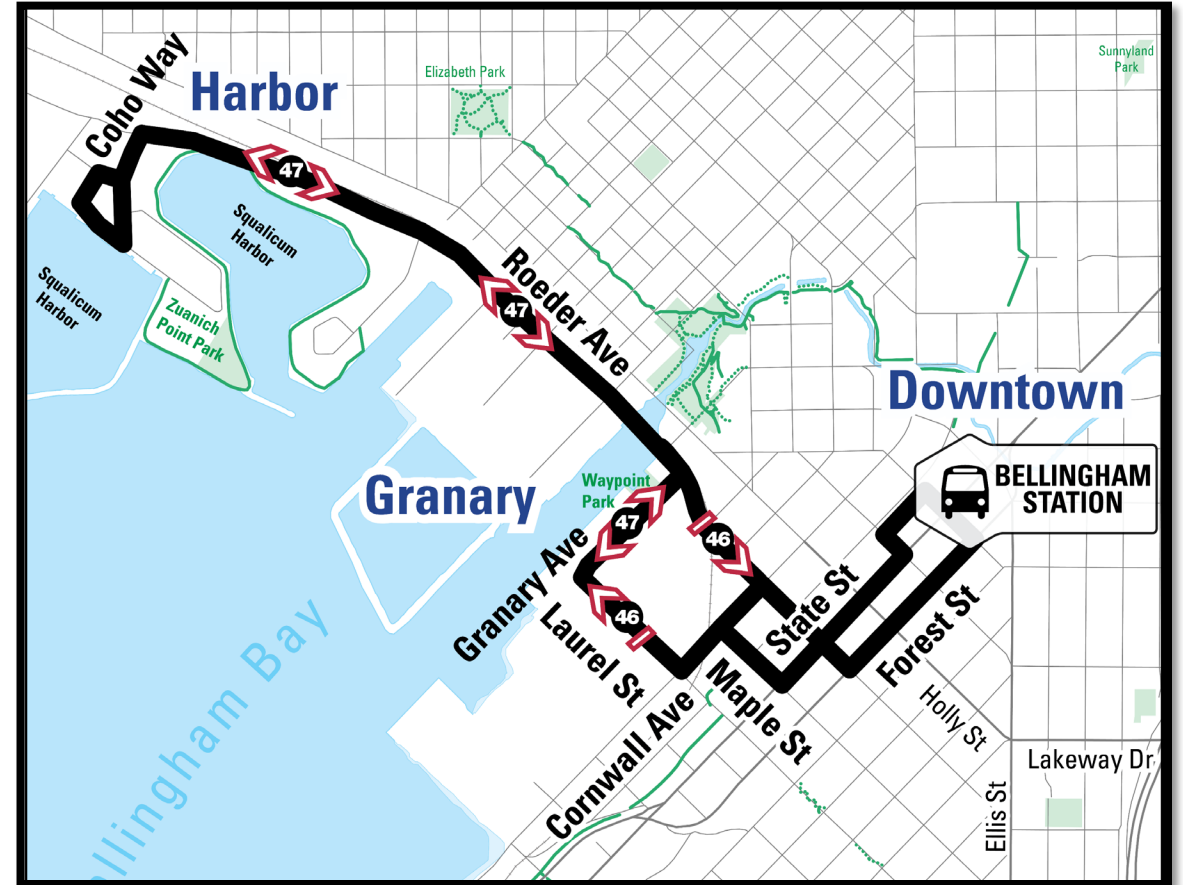 Coho Way
Harbor
Elizabeth Park
Sunnyland
Park
47
Squalicum
Harbor
Squalicum
Harbor
Zuanich
Point Park
Roeder Ave
47
Downtown
BELLINGHAM
STATION
Granary
Waypoint
Park
47
46
Granary Ave
46
Laurel St
State St
Forest St
Maple St
Cornwall Ave
Holly St
Lakeway Dr
Ellis St
ellingham Bay